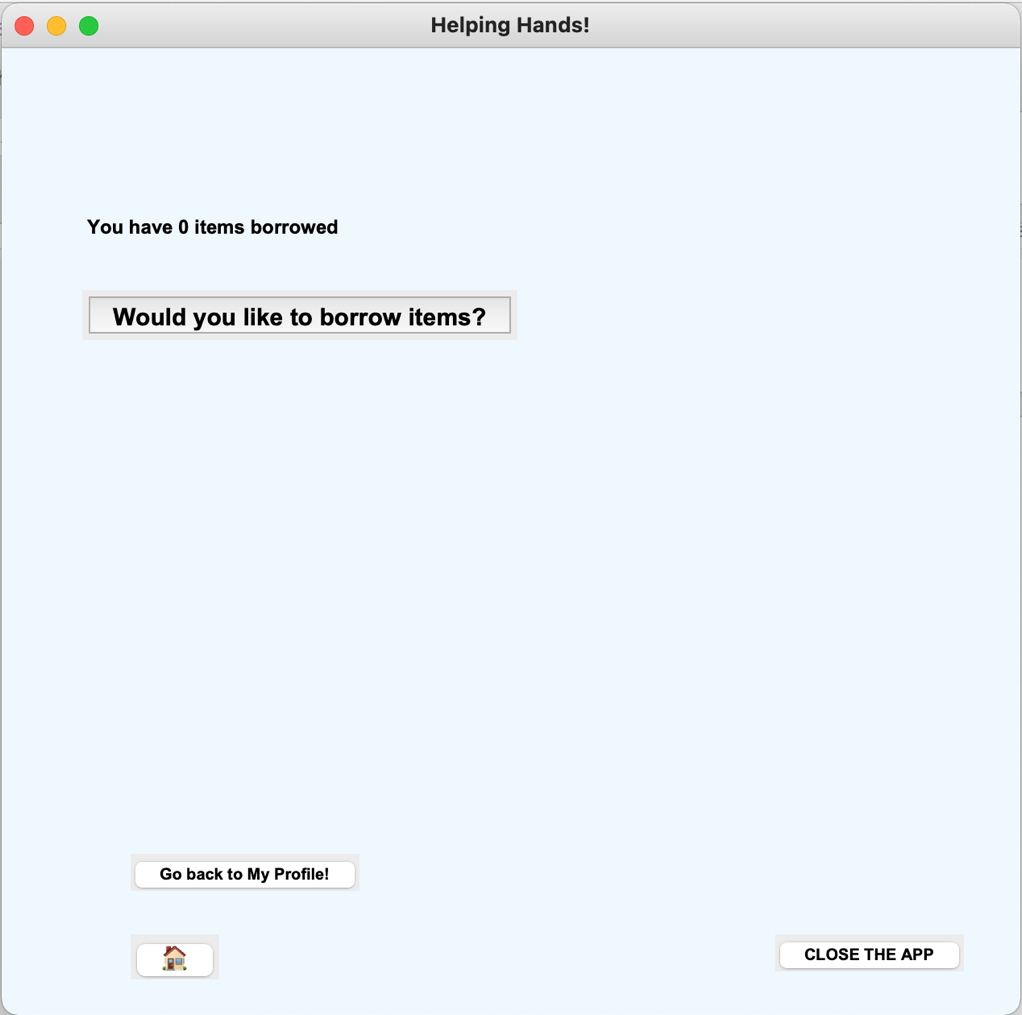 Helping Hands!
You have 0 items borrowed
Would you like to borrow items?
Go back to My Profile!
CLOSE THE APP